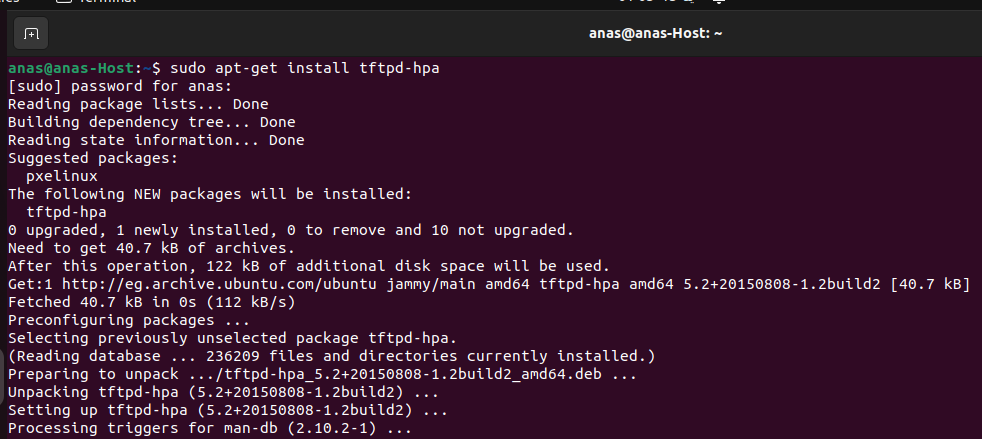 Terminal
anas@anas-Host: ~
anas@anas-Host:~$ sudo apt-get install tftpd-hpa
[sudo] password for anas:
Reading package lists... Done
Building dependency tree... Done
Reading state information... Done
Suggested packages:
  pxelinux
The following NEW packages will be installed:
  tftpd-hpa
0 upgraded, 1 newly installed, 0 to remove and 10 not upgraded.
Need to get 40.7 kB of archives.
After this operation, 122 kB of additional disk space will be used.
Get:1 http://eg.archive.ubuntu.com/ubuntu jammy/main amd64 tftpd-hpa amd64 5.2+20150808-1.2build2 [40.7 kB]
Fetched 40.7 kB in 0s (112 kB/s)
Preconfiguring packages ...
Selecting previously unselected package tftpd-hpa.
(Reading database ... 236209 files and directories currently installed.)
Preparing to unpack .../tftpd-hpa_5.2+20150808-1.2build2_amd64.deb ...
Unpacking tftpd-hpa (5.2+20150808-1.2build2) ...
Setting up tftpd-hpa (5.2+20150808-1.2build2) ...
Processing triggers for man-db (2.10.2-1) ...